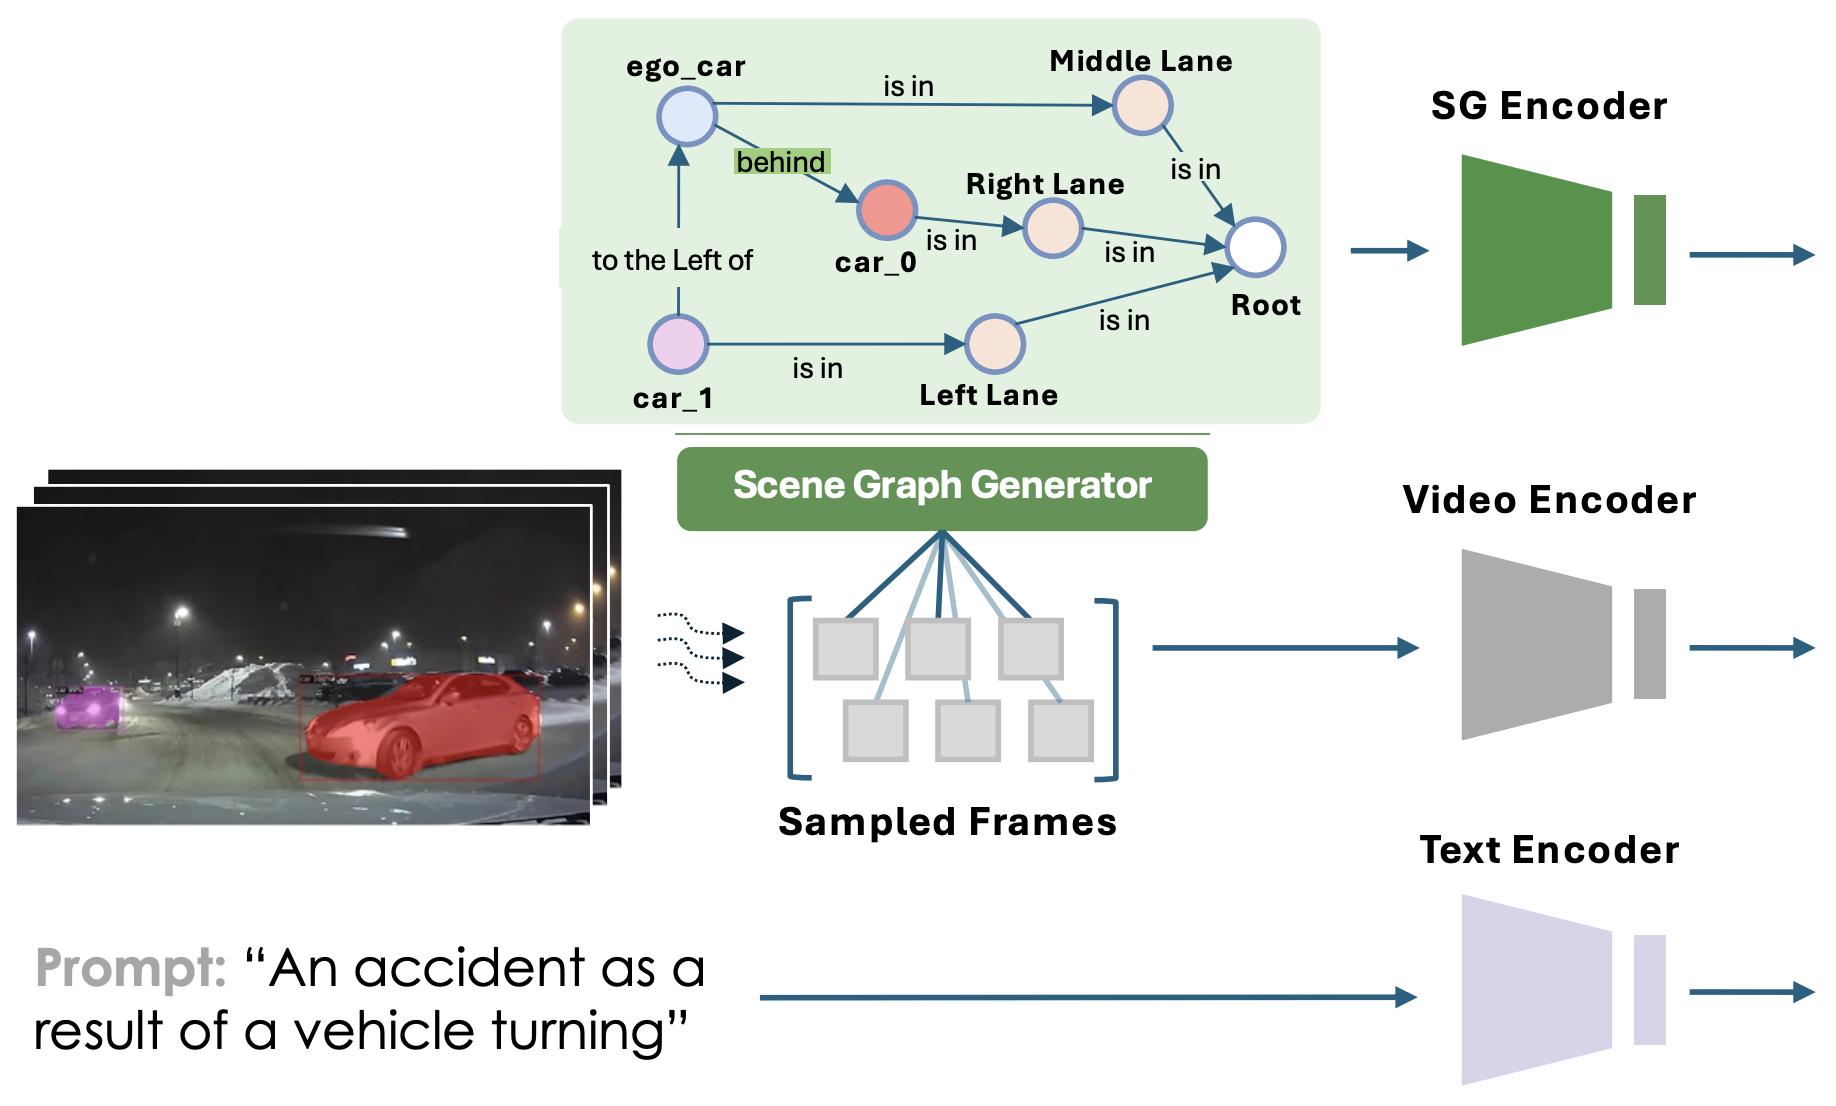 ego_car
is in
Middle Lane
SG Encoder
behind
is in
Right Lane
is in
is in
to the Left of
car_0
Root
is in
is in
car_1
Left Lane
Scene Graph Generator
Video Encoder
Sampled Frames
Text Encoder
Prompt: “An accident as a
result of a vehicle turning”